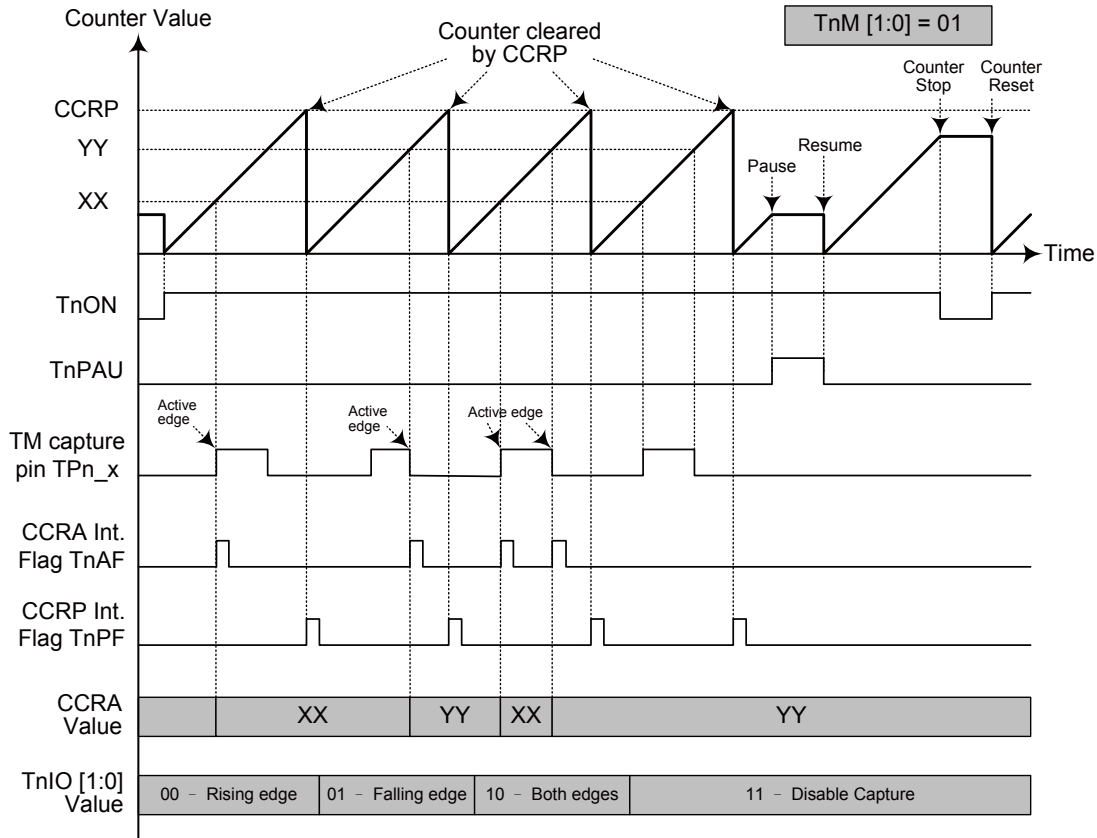 Counter Value
TnM [1:0] = 01
Counter cleared
by CCRP
Counter
Stop
Counter
Reset
CCRP
YY
XX
Pause
Resume
Time
TnON
TnPAU
Active
edge
Active
edge
Active edge
TM capture
pin TPn_x
CCRA Int.
Flag TnAF
CCRP Int.
Flag TnPF
CCRA
Value
XX
YY
XX
YY
TnIO [1:0]
Value
00 - Rising edge
01 - Falling edge
10 - Both edges
11 - Disable Capture